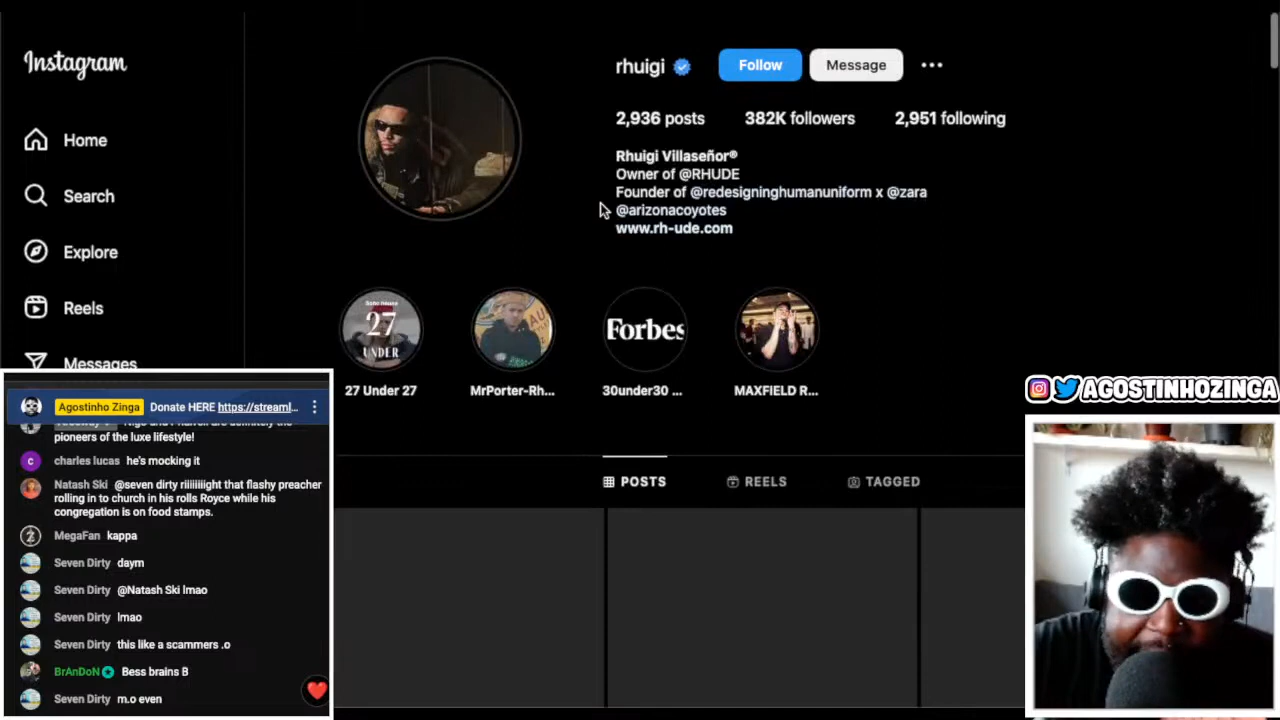 Instagram
Home
Search
Explore
Reels
Messages
rhuigi
Follow
Message
2,936 posts 382K followers 2,951 following
Rhuigi Villaseñor®
Owner of @RHUDE
Founder of @redesigninghumanuniform x @zara
@arizonacoyotes
www.rh-ude.com
Soho House
27
UNDER
Forbes
27 Under 27
MrPorter-Rh...
30under30 ...
MAXFIELD R...
POSTS
REELS
TAGGED
Agostinho Zinga Donate HERE https://streaml...
pioneers of the luxe lifestyle!
charles lucas he's mocking it
Natash Ski @seven dirty riiiiiiight that flashy preacher
rolling in to church in his rolls Royce while his
congregation is on food stamps.
MegaFan kappa
Seven Dirty daym
Seven Dirty @Natash Ski lmao
Seven Dirty lmao
Seven Dirty this like a scammers .o
BrAnDoN Bess brains B
Seven Dirty m.o even
AGOSTINHOZINGA